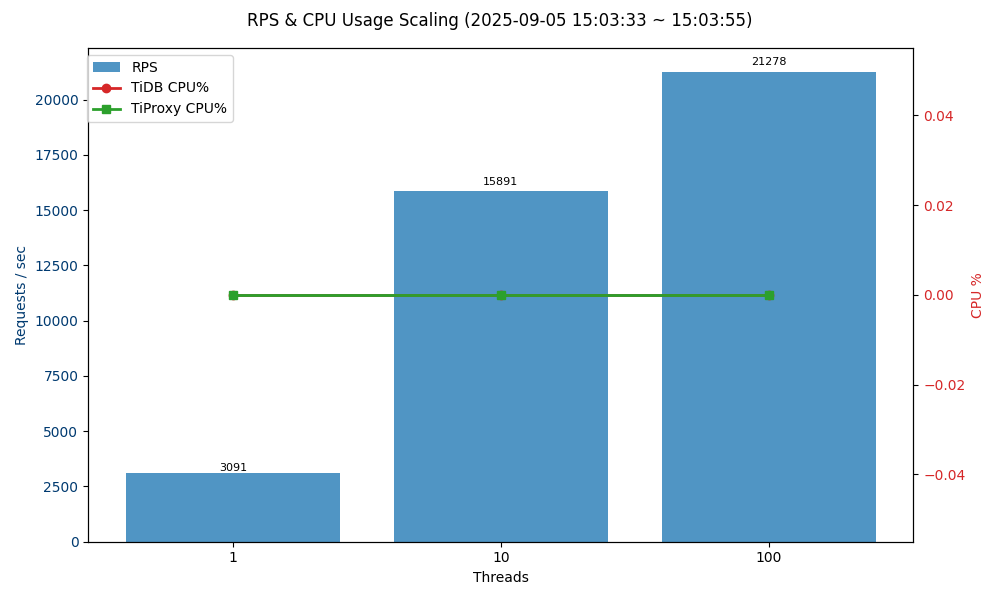 RPS & CPU Usage Scaling (2025-09-05 15:03:33 ~ 15:03:55)
RPS
TiDB CPU%
TiProxy CPU%
Requests / sec
20000
17500
15000
12500
10000
7500
5000
2500
0
3091
15891
21278
0.04
0.02
0.00
−0.02
−0.04
CPU %
1
10
100
Threads